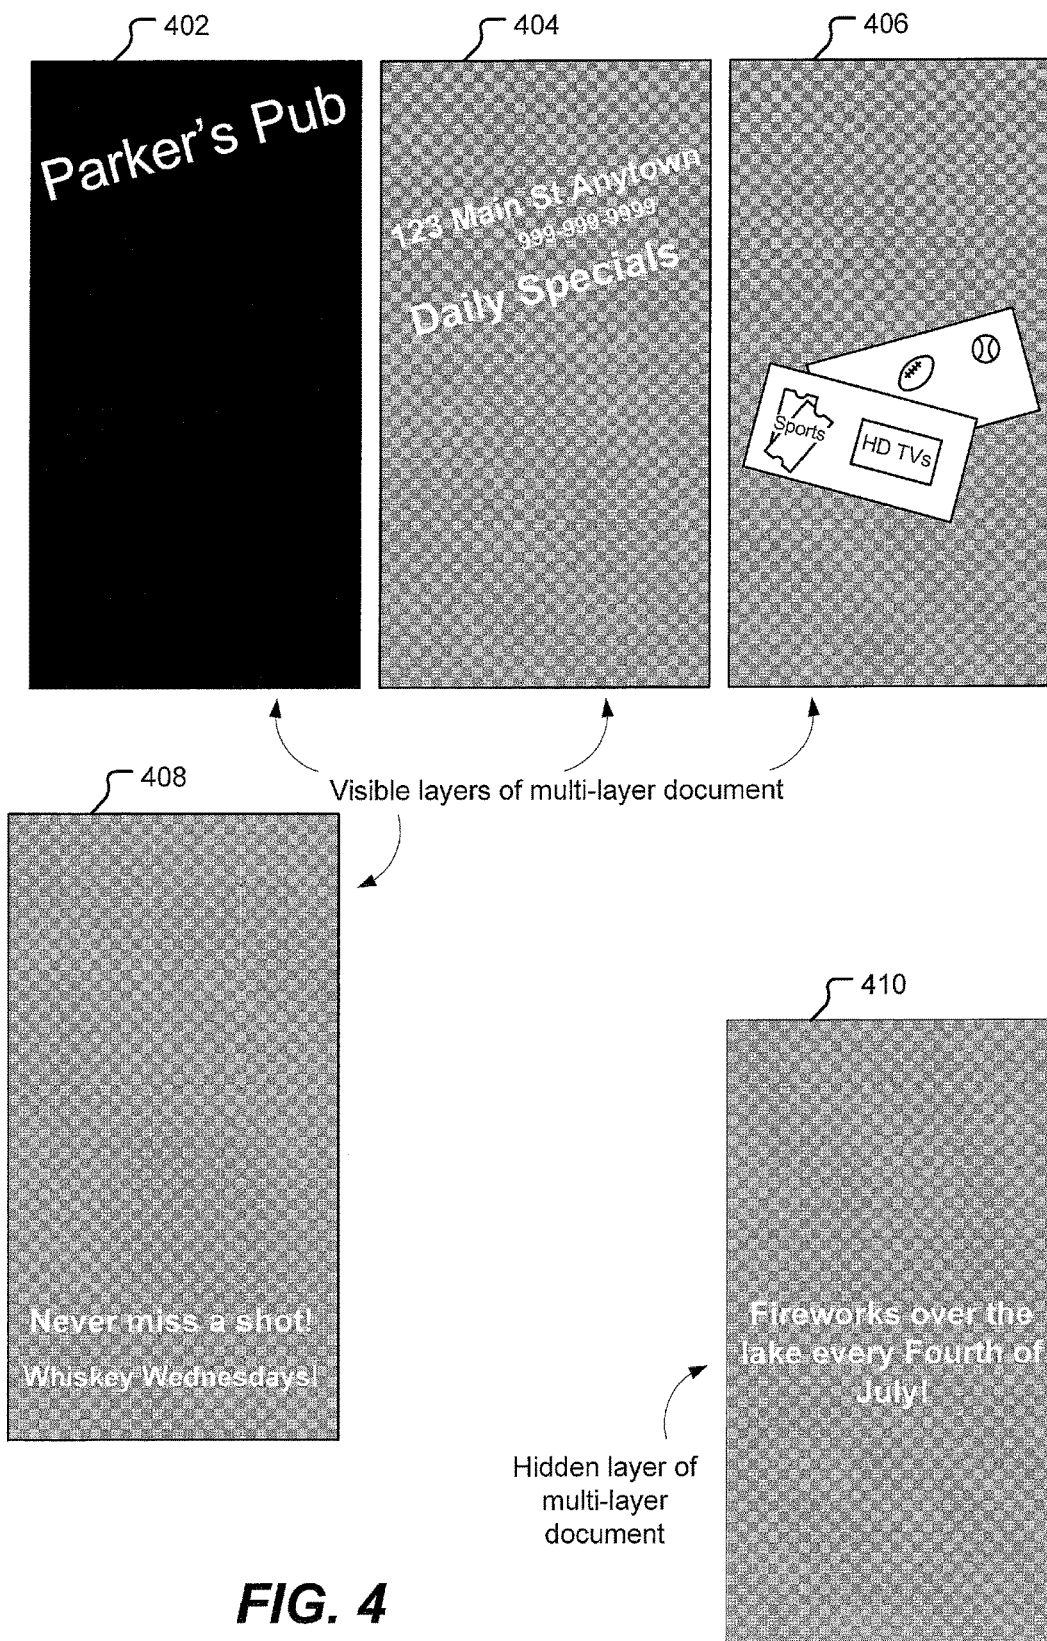 402
404
406
Parker's Pub
123 Main St Anytown
999-999-9999
Daily Specials
Sports
HD TVs
Visible layers of multi-layer document
408
Never miss a shot!
Whiskey Wednesdays!
410
Fireworks over the
lake every Fourth of
July!
Hidden layer of
multi-layer
document
FIG. 4